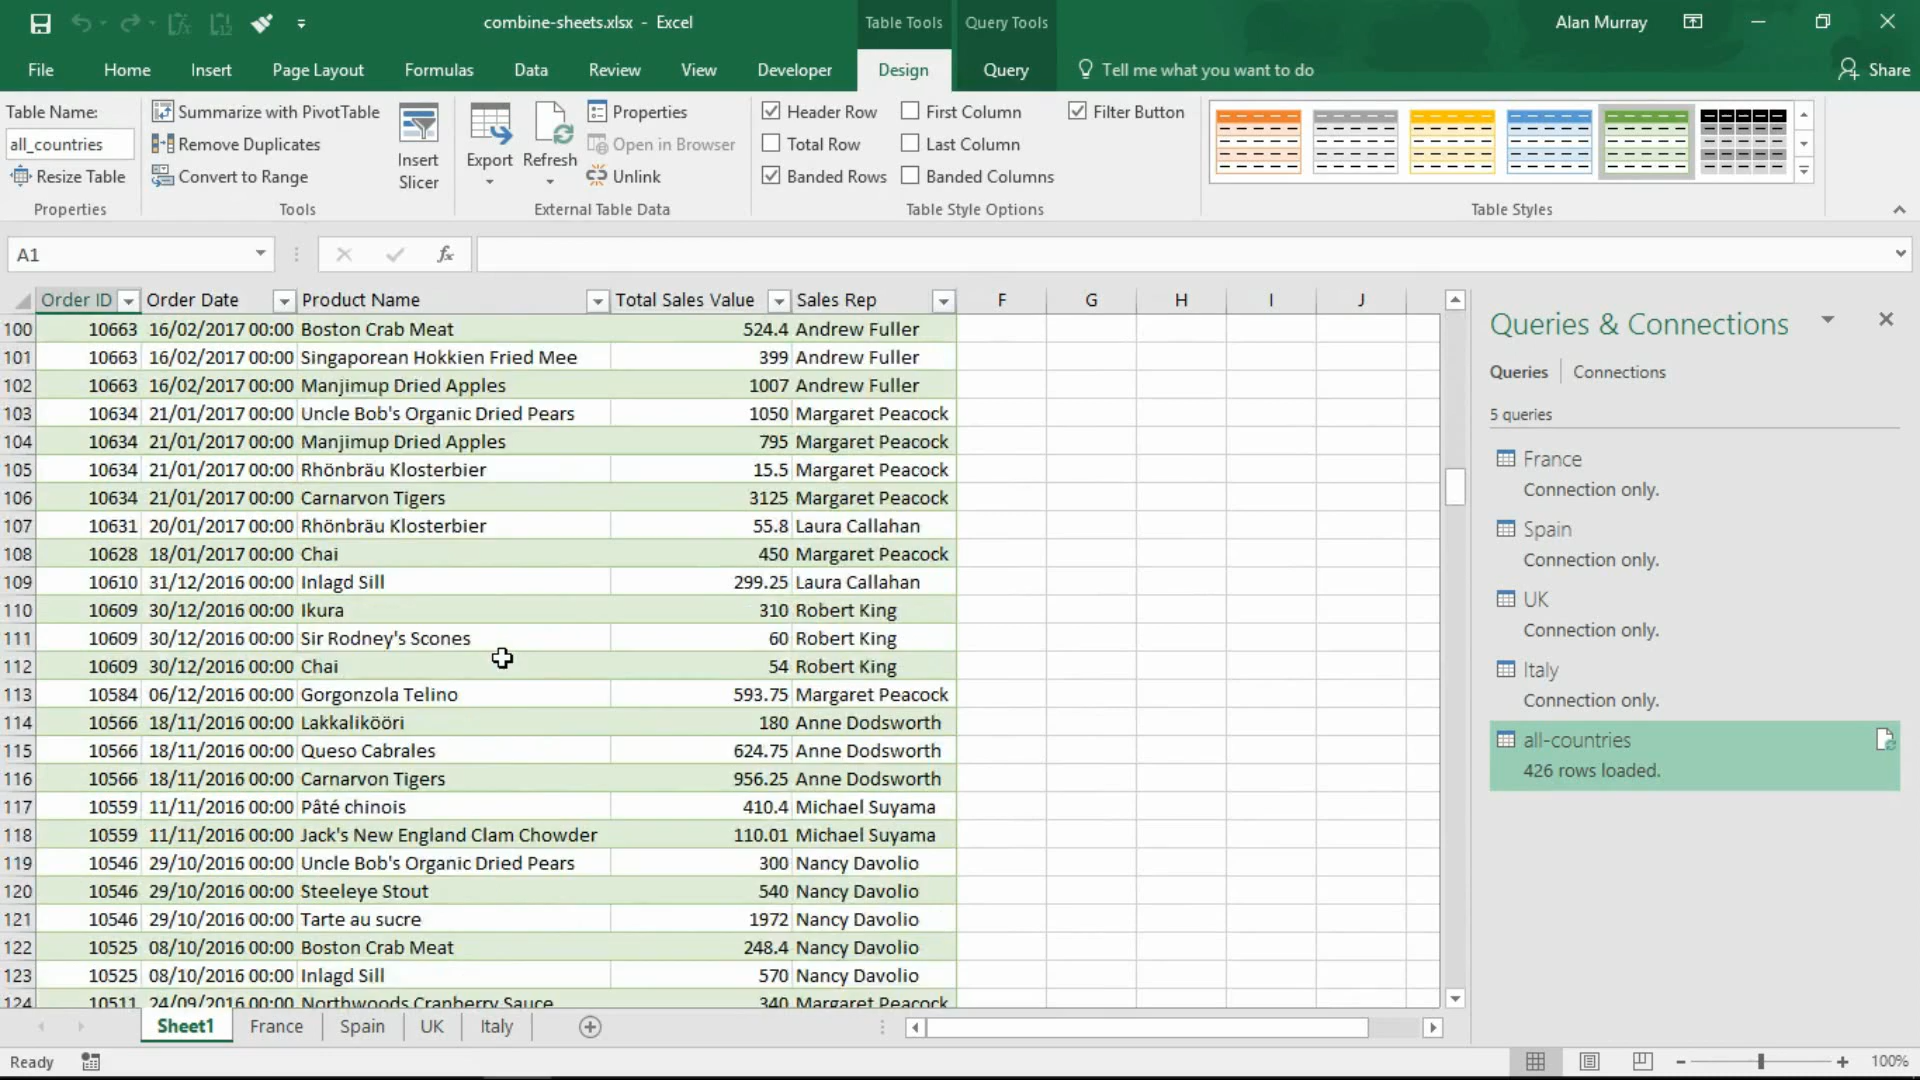 combine-sheets.xlsx - Excel
Table Tools
Query Tools
Alan Murray
File Home Insert Page Layout Formulas Data Review View Developer Design Query Tell me what you want to do Share
Table Name:
all_countries
Resize Table
Properties
Summarize with PivotTable
Remove Duplicates
Convert to Range
Tools
Insert Slicer
Export
Refresh
Properties
Open in Browser
Unlink
External Table Data
Header Row
Total Row
Banded Rows
First Column
Last Column
Banded Columns
Filter Button
Table Style Options
Table Styles
A1
fx
Order ID Order Date Product Name Total Sales Value Sales Rep F G H I J
100 10663 16/02/2017 00:00 Boston Crab Meat 524.4 Andrew Fuller
101 10663 16/02/2017 00:00 Singaporean Hokkien Fried Mee 399 Andrew Fuller
102 10663 16/02/2017 00:00 Manjimup Dried Apples 1007 Andrew Fuller
103 10634 21/01/2017 00:00 Uncle Bob's Organic Dried Pears 1050 Margaret Peacock
104 10634 21/01/2017 00:00 Manjimup Dried Apples 795 Margaret Peacock
105 10634 21/01/2017 00:00 Rhönbräu Klosterbier 15.5 Margaret Peacock
106 10634 21/01/2017 00:00 Carnarvon Tigers 3125 Margaret Peacock
107 10631 20/01/2017 00:00 Rhönbräu Klosterbier 55.8 Laura Callahan
108 10628 18/01/2017 00:00 Chai 450 Margaret Peacock
109 10610 31/12/2016 00:00 Inlagd Sill 299.25 Laura Callahan
110 10609 30/12/2016 00:00 Ikura 310 Robert King
111 10609 30/12/2016 00:00 Sir Rodney's Scones 60 Robert King
112 10609 30/12/2016 00:00 Chai 54 Robert King
113 10584 06/12/2016 00:00 Gorgonzola Telino 593.75 Margaret Peacock
114 10566 18/11/2016 00:00 Lakkalikööri 180 Anne Dodsworth
115 10566 18/11/2016 00:00 Queso Cabrales 624.75 Anne Dodsworth
116 10566 18/11/2016 00:00 Carnarvon Tigers 956.25 Anne Dodsworth
117 10559 11/11/2016 00:00 Pâté chinois 410.4 Michael Suyama
118 10559 11/11/2016 00:00 Jack's New England Clam Chowder 110.01 Michael Suyama
119 10546 29/10/2016 00:00 Uncle Bob's Organic Dried Pears 300 Nancy Davolio
120 10546 29/10/2016 00:00 Steeleye Stout 540 Nancy Davolio
121 10546 29/10/2016 00:00 Tarte au sucre 1972 Nancy Davolio
122 10525 08/10/2016 00:00 Boston Crab Meat 248.4 Nancy Davolio
123 10525 08/10/2016 00:00 Inlagd Sill 570 Nancy Davolio
124 10511 24/09/2016 00:00 Northwoods Cranberry Sauce 340 Margaret Peacock
Queries & Connections
Queries Connections
5 queries
France
Connection only.
Spain
Connection only.
UK
Connection only.
Italy
Connection only.
all-countries
426 rows loaded.
Sheet1 France Spain UK Italy
Ready
100%